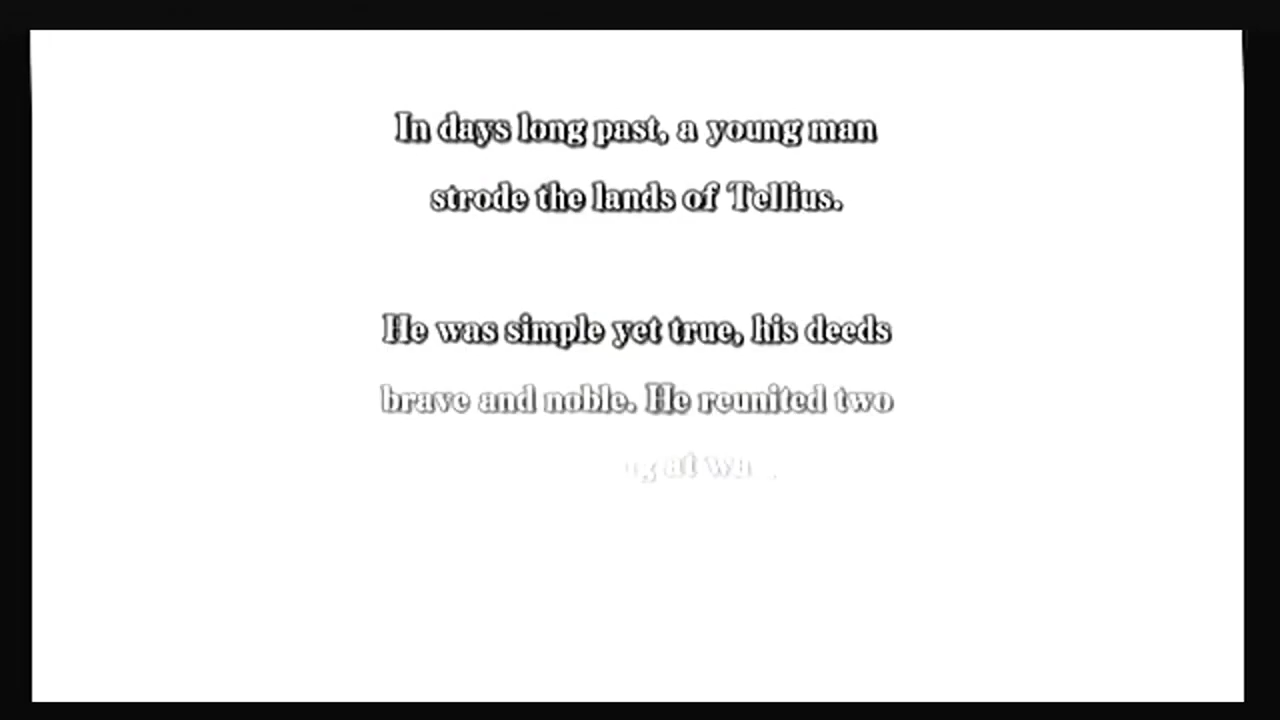 In days long past, a young man
strode the lands of Tellius.
He was simple yet true, his deeds
brave and noble. He reunited two
at